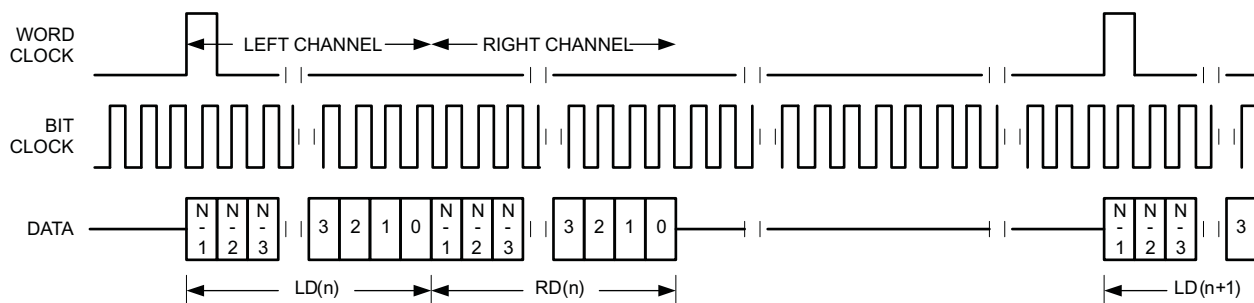 WORD
CLOCK
LEFT CHANNEL
RIGHT CHANNEL
BIT
CLOCK
DATA
N-1 N-2 N-3 3 2 1 0 N-1 N-2 N-3 3 2 1 0 N-1 N-2 N-3 3
LD(n) RD(n) LD(n+1)